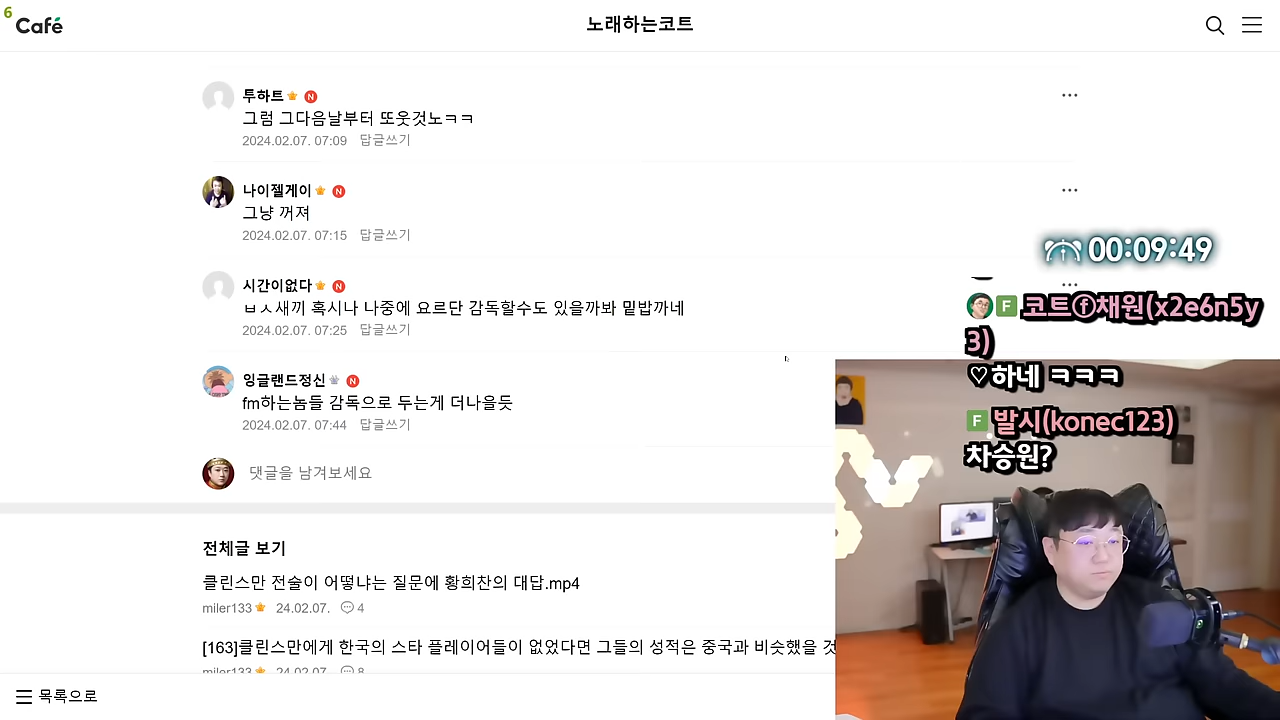 6
Café
노래하는코트
투하트
그럼 그다음날부터 또웃것노ㅋㅋ
2024.02.07. 07:09 답글쓰기
나이젤게이
그냥 꺼져
2024.02.07. 07:15 답글쓰기
00:09:49
시간이없다
ㅂㅅ새끼 혹시나 나중에 요르단 감독할수도 있을까봐 밑밥까네
2024.02.07. 07:25 답글쓰기
F 코트ⓕ채원(x2e6n5y
3)
♡하네 ㅋㅋㅋ
잉글랜드정신
fm하는놈들 감독으로 두는게 더나을듯
2024.02.07. 07:44 답글쓰기
F 발시(konec123)
차승원?
댓글을 남겨보세요
전체글 보기
클린스만 전술이 어떻냐는 질문에 황희찬의 대답.mp4
miler133 24.02.07. 4
[163]클린스만에게 한국의 스타 플레이어들이 없었다면 그들의 성적은 중국과 비슷했을 것
miler133 24.02.07. 8
목록으로